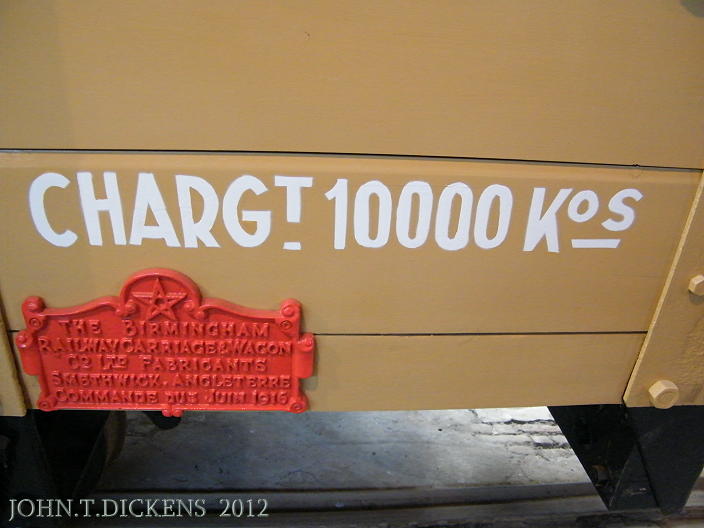 CHARGT 10000 KOS
THE BIRMINGHAM
RAILWAY CARRIAGE & WAGON
CO LTD FABRICANTS
SMETHWICK. ANGLETERRE
COMMANDE DU 5 JUIN 1916
JOHN.T.DICKENS 2012